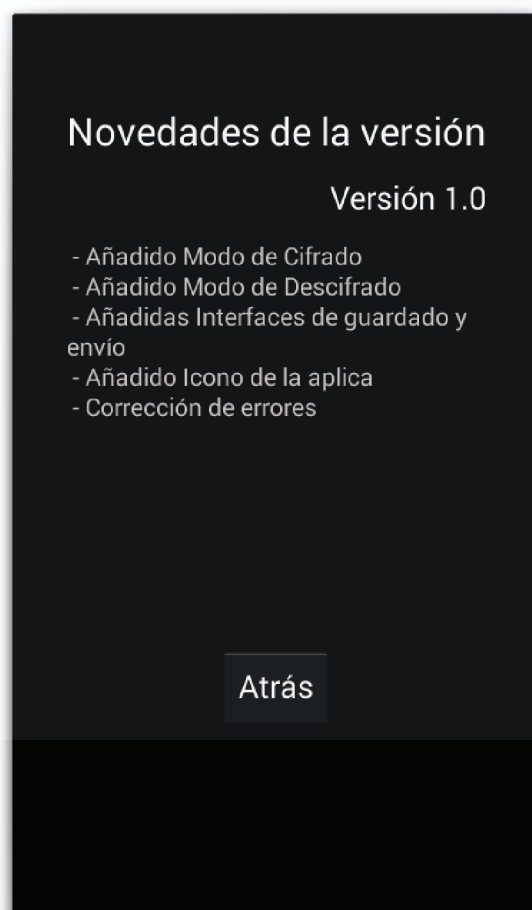 Novedades de la versión
Versión 1.0
- Añadido Modo de Cifrado
- Añadido Modo de Descifrado
- Añadidas Interfaces de guardado y
envío
- Añadido Icono de la aplica
- Corrección de errores
Atrás